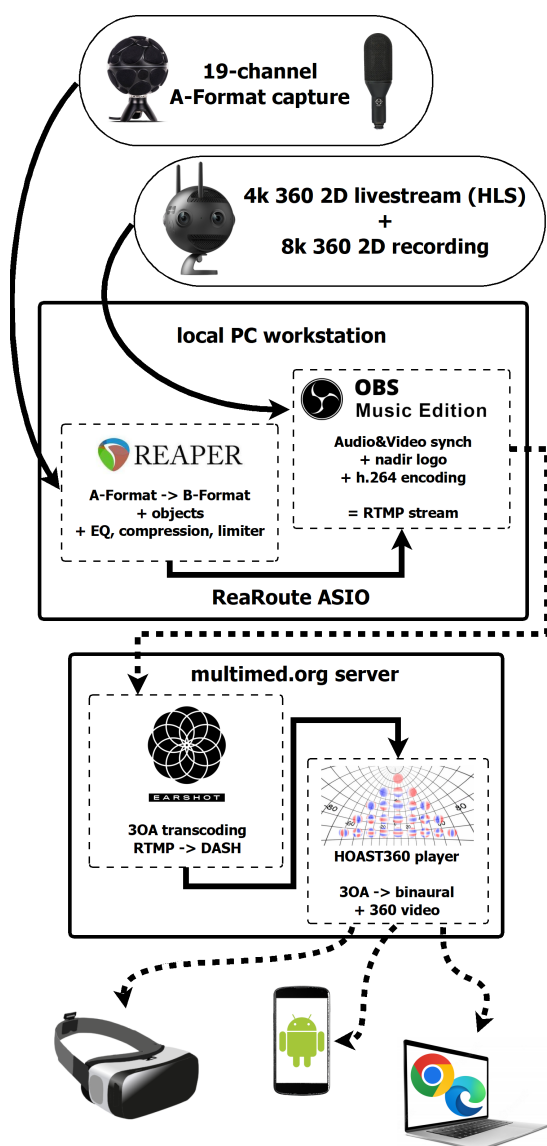 19-channel
A-Format capture
4k 360 2D livestream (HLS)
+
8k 360 2D recording
local PC workstation
OBS
Music Edition
Audio&Video synch
+ nadir logo
+ h.264 encoding
= RTMP stream
REAPER
A-Format -> B-Format
+ objects
+ EQ, compression, limiter
ReaRoute ASIO
multimed.org server
EARSHOT
3OA transcoding
RTMP -> DASH
80
HOAST360 player
3OA -> binaural
+ 360 video